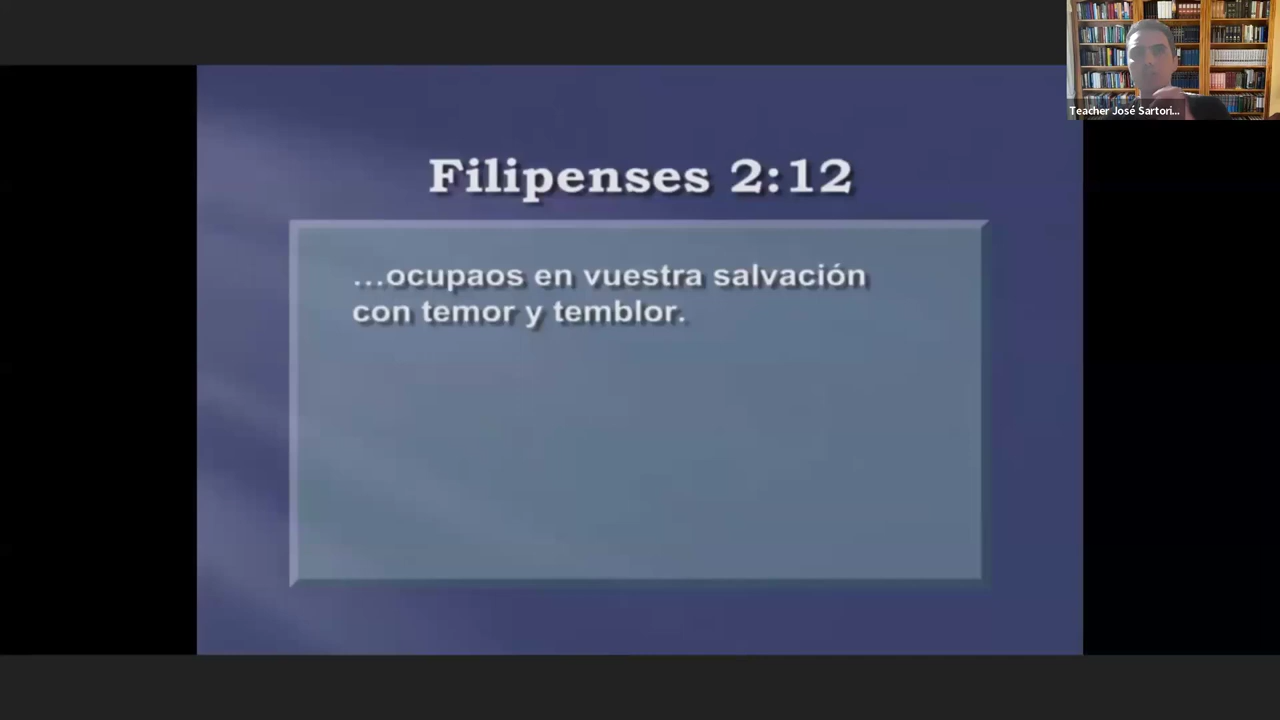 Teacher José Sartori...
Filipenses 2:12
...ocupaos en vuestra salvación
con temor y temblor.